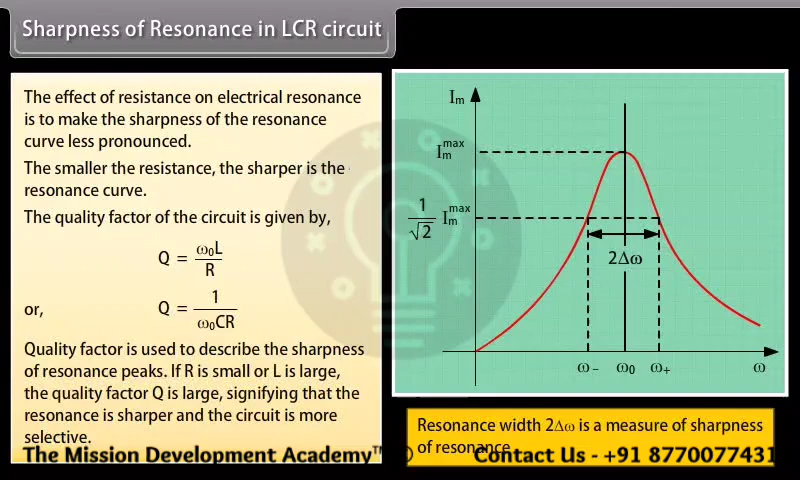 Sharpness of Resonance in LCR circuit
The effect of resistance on electrical resonance
is to make the sharpness of the resonance
curve less pronounced.
The smaller the resistance, the sharper is the
resonance curve.
The quality factor of the circuit is given by,
Q = ω₀L / R
or, Q = 1 / ω₀CR
Quality factor is used to describe the sharpness
of resonance peaks. If R is small or L is large,
the quality factor Q is large, signifying that the
resonance is sharper and the circuit is more
selective.
Iₘ
Iₘ^max
1/√2 Iₘ^max
2Δω
ω₋ ω₀ ω₊ ω
Resonance width 2Δω is a measure of sharpness
of resonance
The Mission Development Academy™ ® Contact Us - +91 8770077431